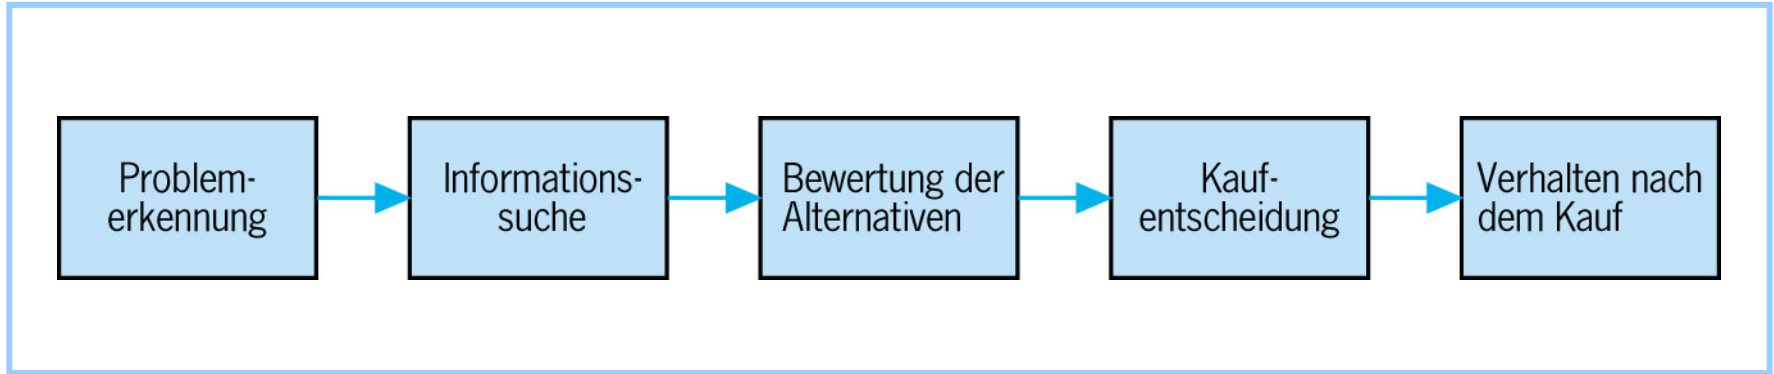 Problem-
erkennung
Informations-
suche
Bewertung der
Alternativen
Kauf-
entscheidung
Verhalten nach
dem Kauf